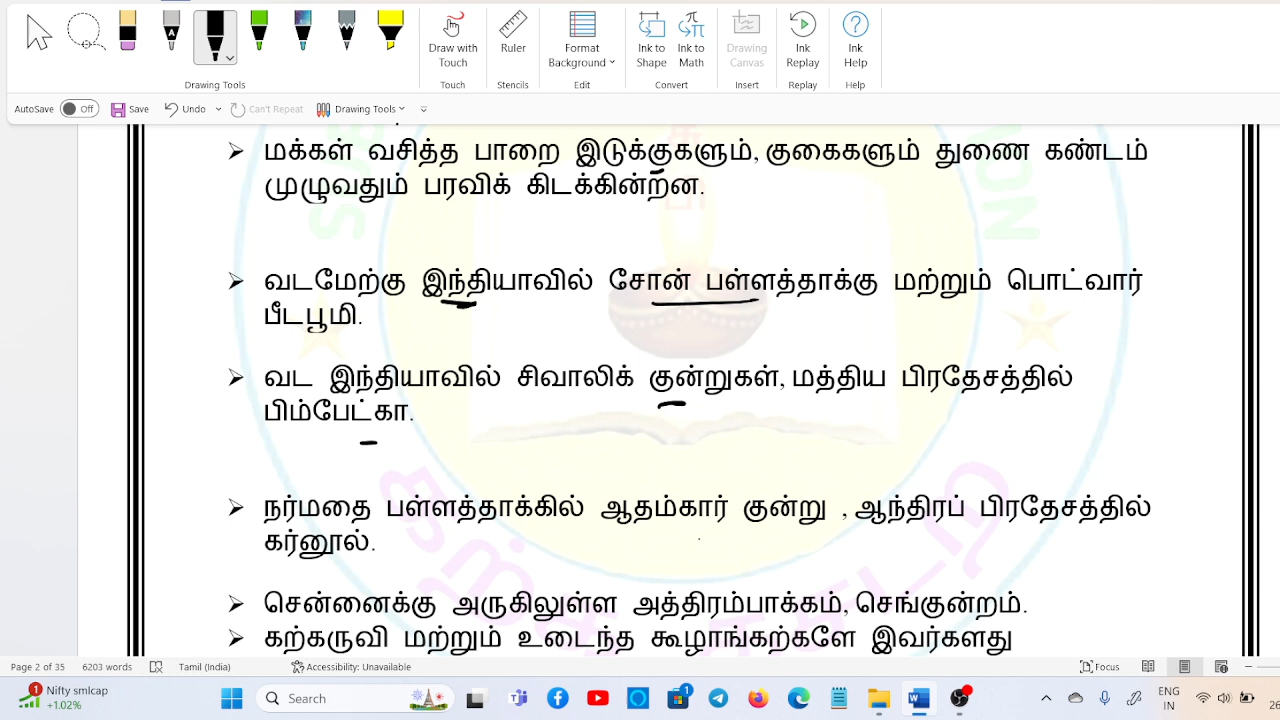 Draw with Touch
Ruler
Format Background
Ink to Shape
Ink to Math
Drawing Canvas
Ink Replay
Ink Help
Drawing Tools
Touch
Stencils
Edit
Convert
Insert
Replay
Help
AutoSave Off Save Undo Can't Repeat Drawing Tools
மக்கள் வசித்த பாறை இடுக்குகளும், குகைகளும் துணை கண்டம்
முழுவதும் பரவிக் கிடக்கின்றன.
வடமேற்கு இந்தியாவில் சோன் பள்ளத்தாக்கு மற்றும் பொட்வார்
பீடபூமி.
வட இந்தியாவில் சிவாலிக் குன்றுகள், மத்திய பிரதேசத்தில்
பிம்பேட்கா.
நர்மதை பள்ளத்தாக்கில் ஆதம்கார் குன்று , ஆந்திரப் பிரதேசத்தில்
கர்னூல்.
சென்னைக்கு அருகிலுள்ள அத்திரம்பாக்கம், செங்குன்றம்.
கற்கருவி மற்றும் உடைந்த கூழாங்கற்களே இவர்களது
Page 2 of 35 6203 words Tamil (India) Accessibility: Unavailable Focus
Nifty smlcap
+1.02%
Search
ENG
IN